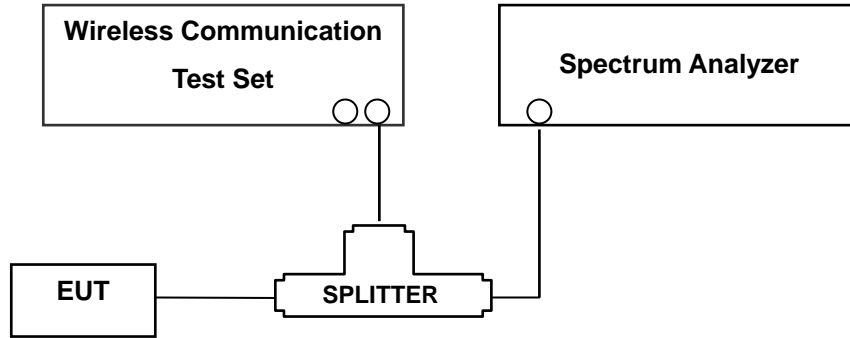 Wireless Communication
Test Set
Spectrum Analyzer
EUT
SPLITTER